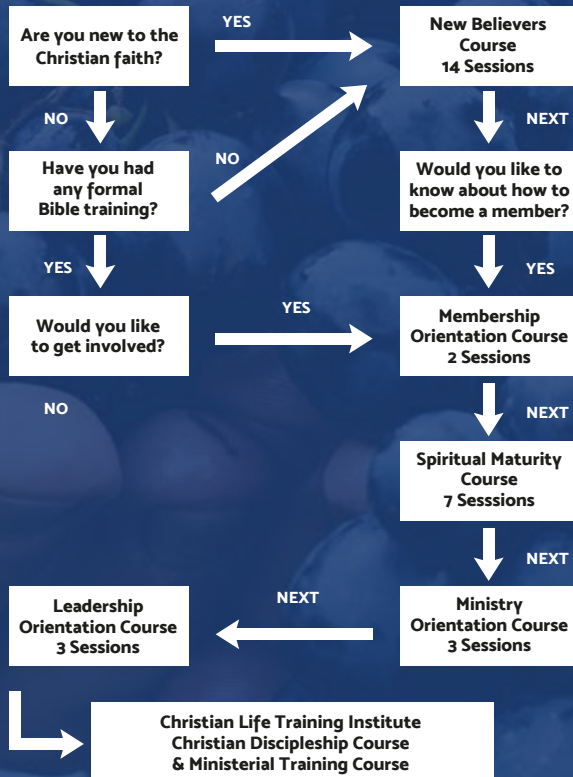 Are you new to the
Christian faith?
YES
New Believers
Course
14 Sessions
NO
NEXT
Have you had
any formal
Bible training?
NO
Would you like to
know about how to
become a member?
YES
YES
Would you like
to get involved?
YES
Membership
Orientation Course
2 Sessions
NO
NEXT
Spiritual Maturity
Course
7 Sesssions
NEXT
Leadership
Orientation Course
3 Sessions
NEXT
Ministry
Orientation Course
3 Sessions
Christian Life Training Institute
Christian Discipleship Course
& Ministerial Training Course